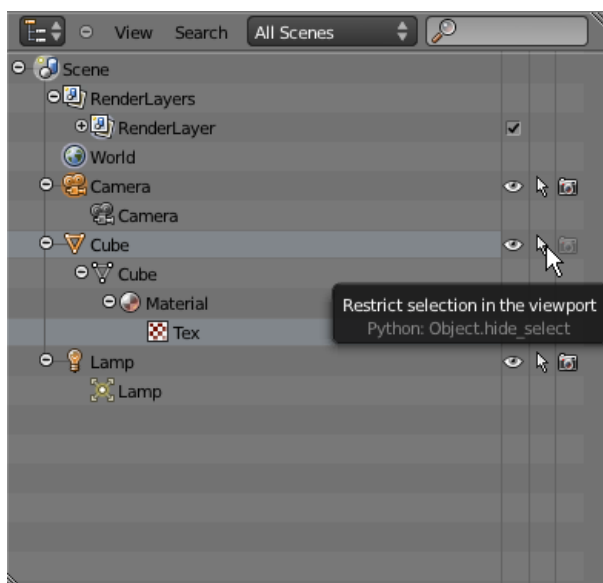 View Search All Scenes
Scene
RenderLayers
RenderLayer
World
Camera
Camera
Cube
Cube
Material
Restrict selection in the viewport
Python: Object.hide_select
Tex
Lamp
Lamp